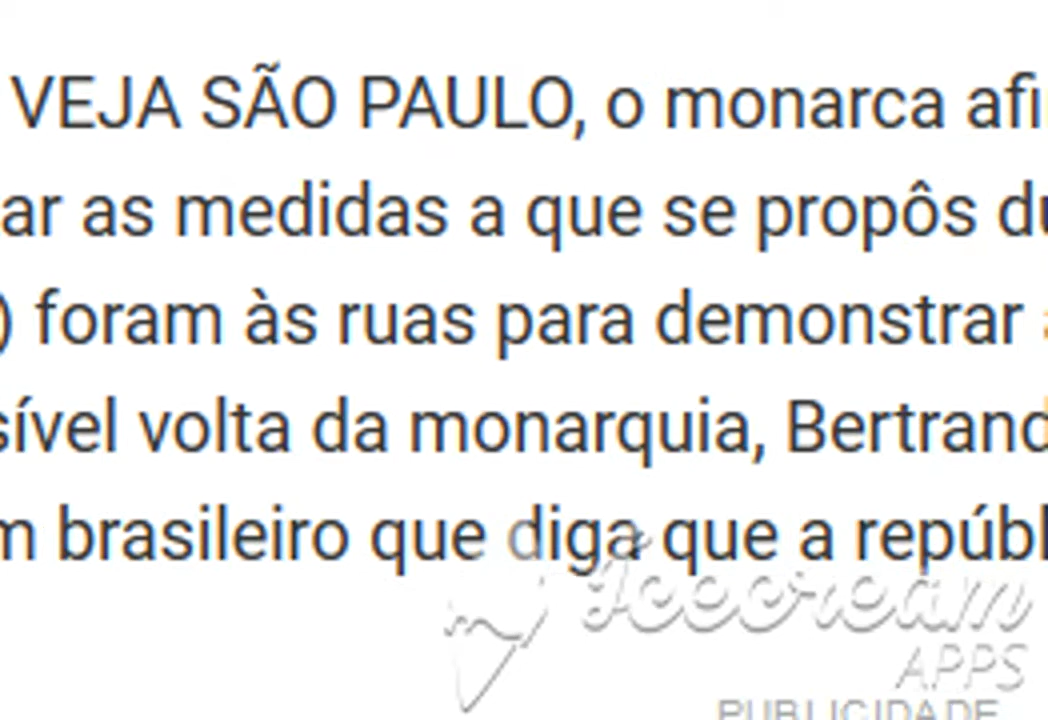 VEJA SÃO PAULO, o monarca afi
ar as medidas a que se propôs du
) foram às ruas para demonstrar
sível volta da monarquia, Bertrand
m brasileiro que diga que a repúbl
Icecream
APPS
PUBLICIDADE